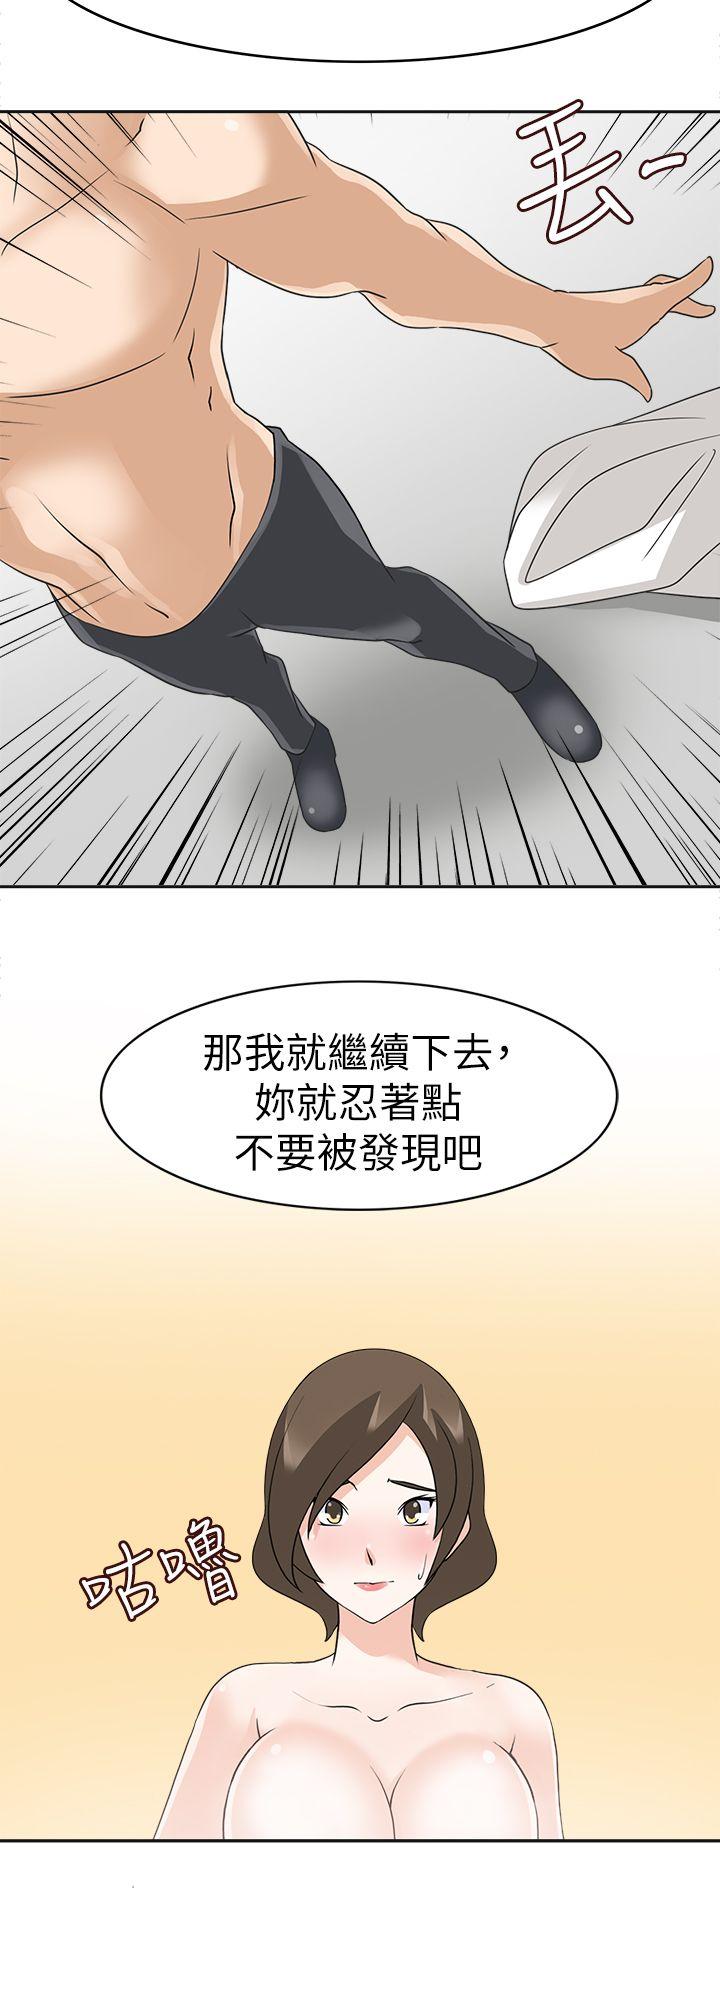 丟-
那我就繼續下去，
妳就忍著點
不要被發現吧
咕嚕